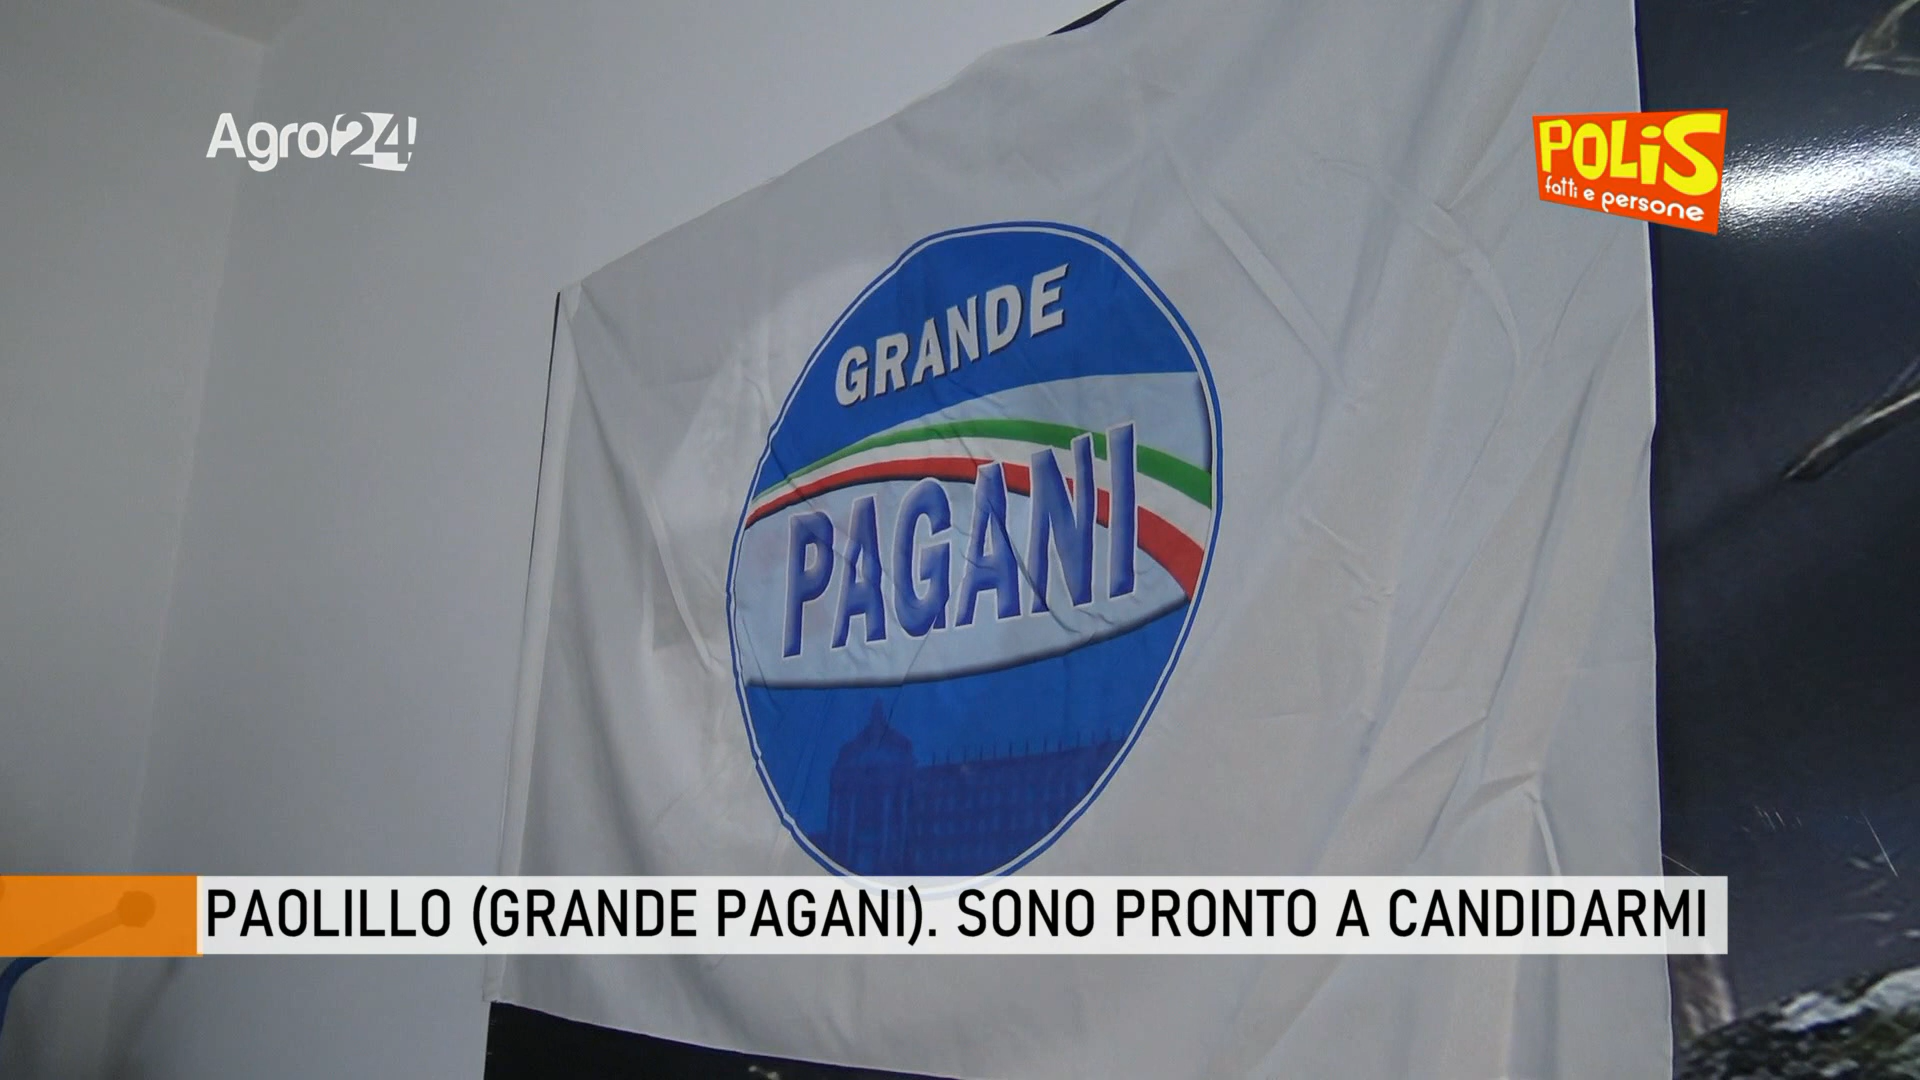 Agro24!
POLiS
fatti e persone
GRANDE
PAGANI
PAOLILLO (GRANDE PAGANI). SONO PRONTO A CANDIDARMI